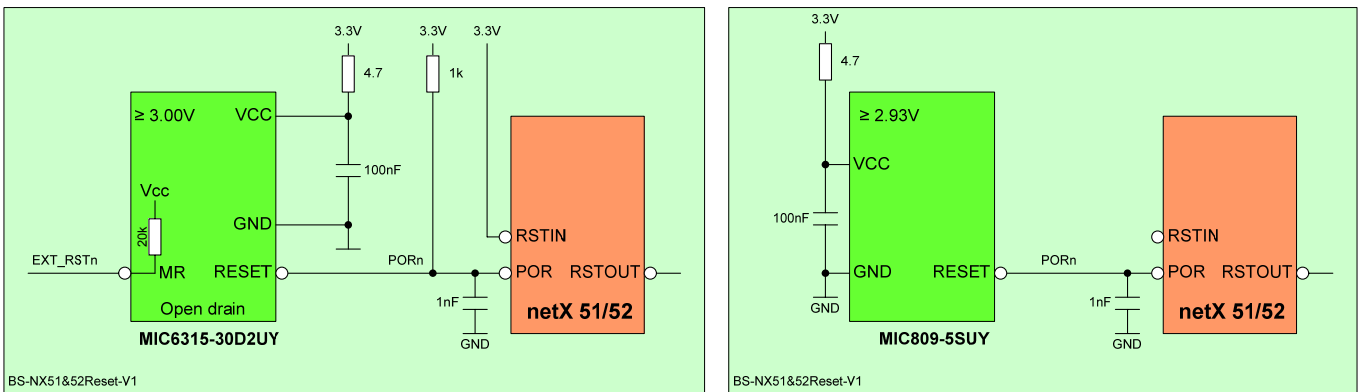 3.3V
3.3V
3.3V
4.7
1k
≥ 3.00V
VCC
100nF
Vcc
20k
GND
RSTIN
EXT_RSTn
MR
RESET
PORn
POR
RSTOUT
1nF
Open drain
netX 51/52
MIC6315-30D2UY
GND
BS-NX51&52Reset-V1
3.3V
4.7
≥ 2.93V
VCC
100nF
RSTIN
GND
RESET
PORn
POR
RSTOUT
GND
1nF
netX 51/52
MIC809-5SUY
GND
BS-NX51&52Reset-V1